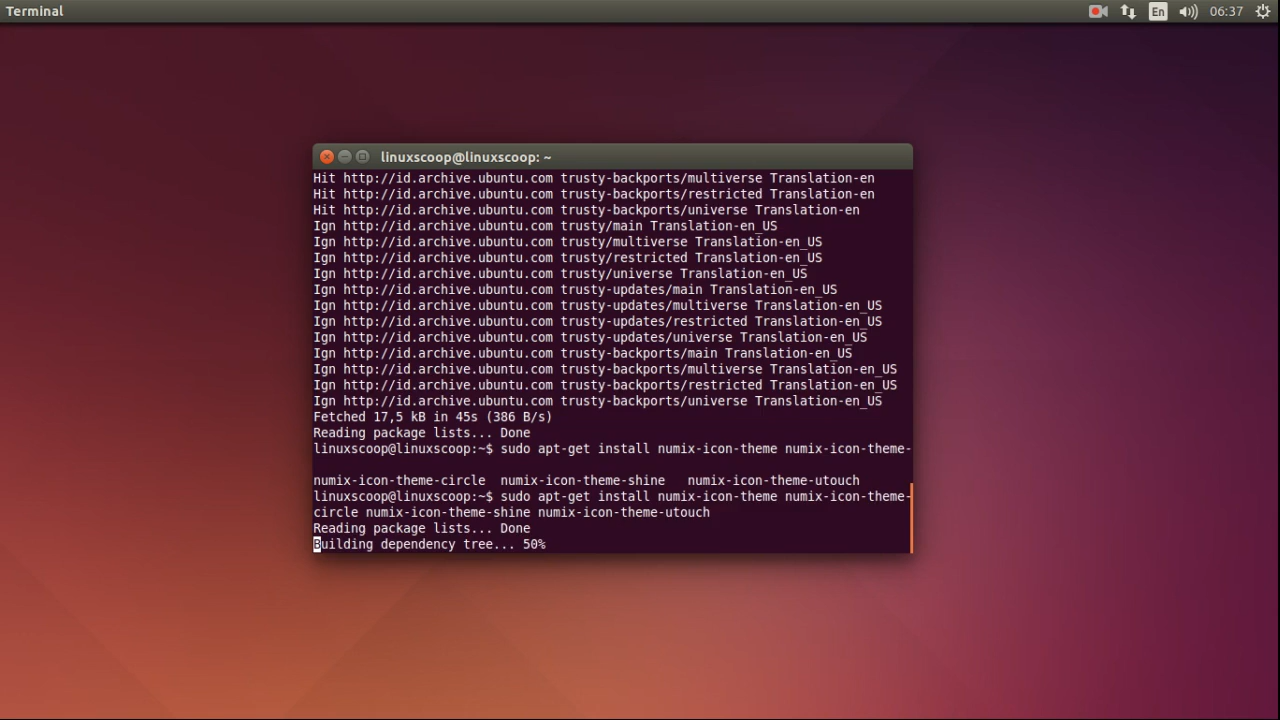 Terminal
En
06:37
linuxscoop@linuxscoop: ~
Hit http://id.archive.ubuntu.com trusty-backports/multiverse Translation-en
Hit http://id.archive.ubuntu.com trusty-backports/restricted Translation-en
Hit http://id.archive.ubuntu.com trusty-backports/universe Translation-en
Ign http://id.archive.ubuntu.com trusty/main Translation-en_US
Ign http://id.archive.ubuntu.com trusty/multiverse Translation-en_US
Ign http://id.archive.ubuntu.com trusty/restricted Translation-en_US
Ign http://id.archive.ubuntu.com trusty/universe Translation-en_US
Ign http://id.archive.ubuntu.com trusty-updates/main Translation-en_US
Ign http://id.archive.ubuntu.com trusty-updates/multiverse Translation-en_US
Ign http://id.archive.ubuntu.com trusty-updates/restricted Translation-en_US
Ign http://id.archive.ubuntu.com trusty-updates/universe Translation-en_US
Ign http://id.archive.ubuntu.com trusty-backports/main Translation-en_US
Ign http://id.archive.ubuntu.com trusty-backports/multiverse Translation-en_US
Ign http://id.archive.ubuntu.com trusty-backports/restricted Translation-en_US
Ign http://id.archive.ubuntu.com trusty-backports/universe Translation-en_US
Fetched 17,5 kB in 45s (386 B/s)
Reading package lists... Done
linuxscoop@linuxscoop:~$ sudo apt-get install numix-icon-theme numix-icon-theme-
numix-icon-theme-circle  numix-icon-theme-shine   numix-icon-theme-utouch
linuxscoop@linuxscoop:~$ sudo apt-get install numix-icon-theme numix-icon-theme-
circle numix-icon-theme-shine numix-icon-theme-utouch
Reading package lists... Done
Building dependency tree... 50%